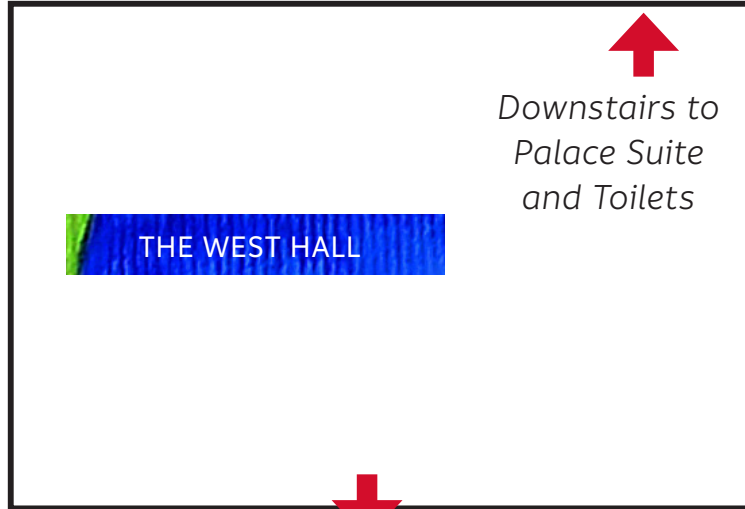 Downstairs to
Palace Suite
and Toilets
THE WEST HALL